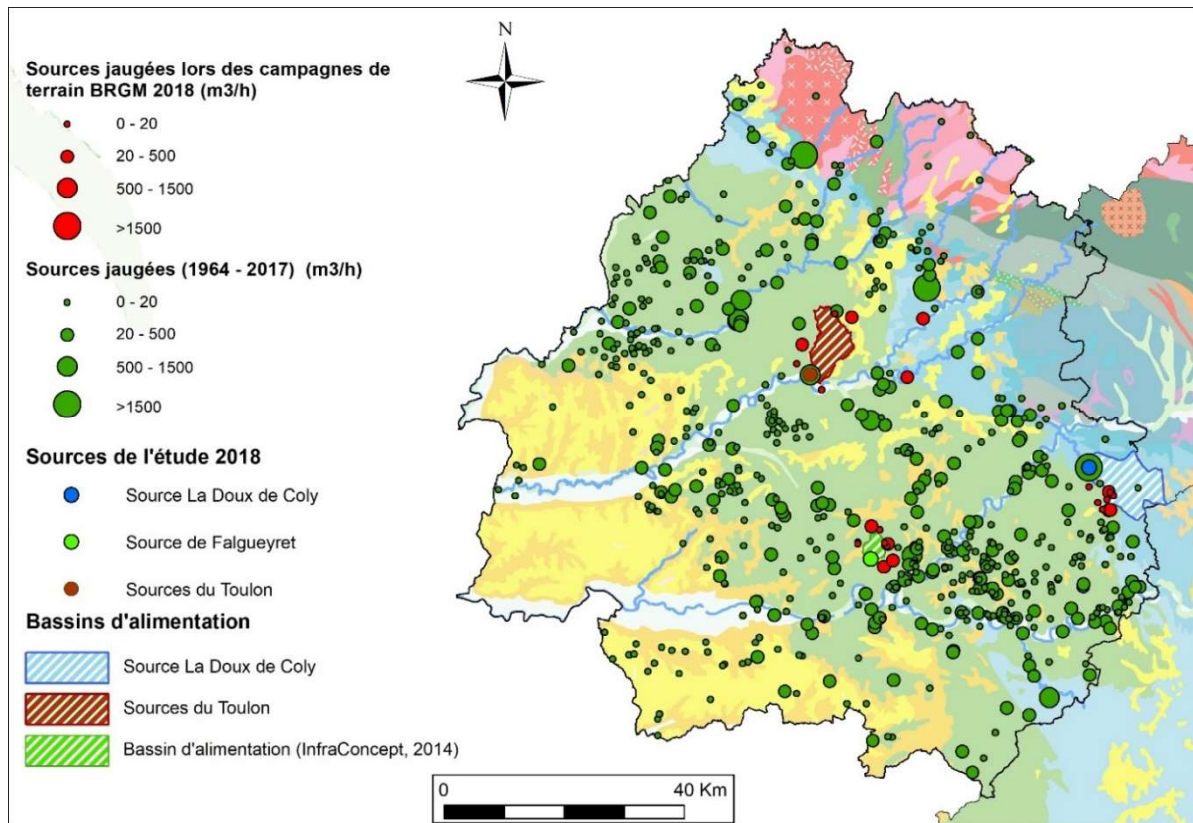 N
Sources jaugées lors des campagnes de
terrain BRGM 2018 (m3/h)
0 - 20
20 - 500
500 - 1500
>1500
Sources jaugées (1964 - 2017) (m3/h)
0 - 20
20 - 500
500 - 1500
>1500
Sources de l'étude 2018
Source La Doux de Coly
Source de Falgueyret
Sources du Toulon
Bassins d'alimentation
Source La Doux de Coly
Sources du Toulon
Bassin d'alimentation (InfraConcept, 2014)
0 40 Km